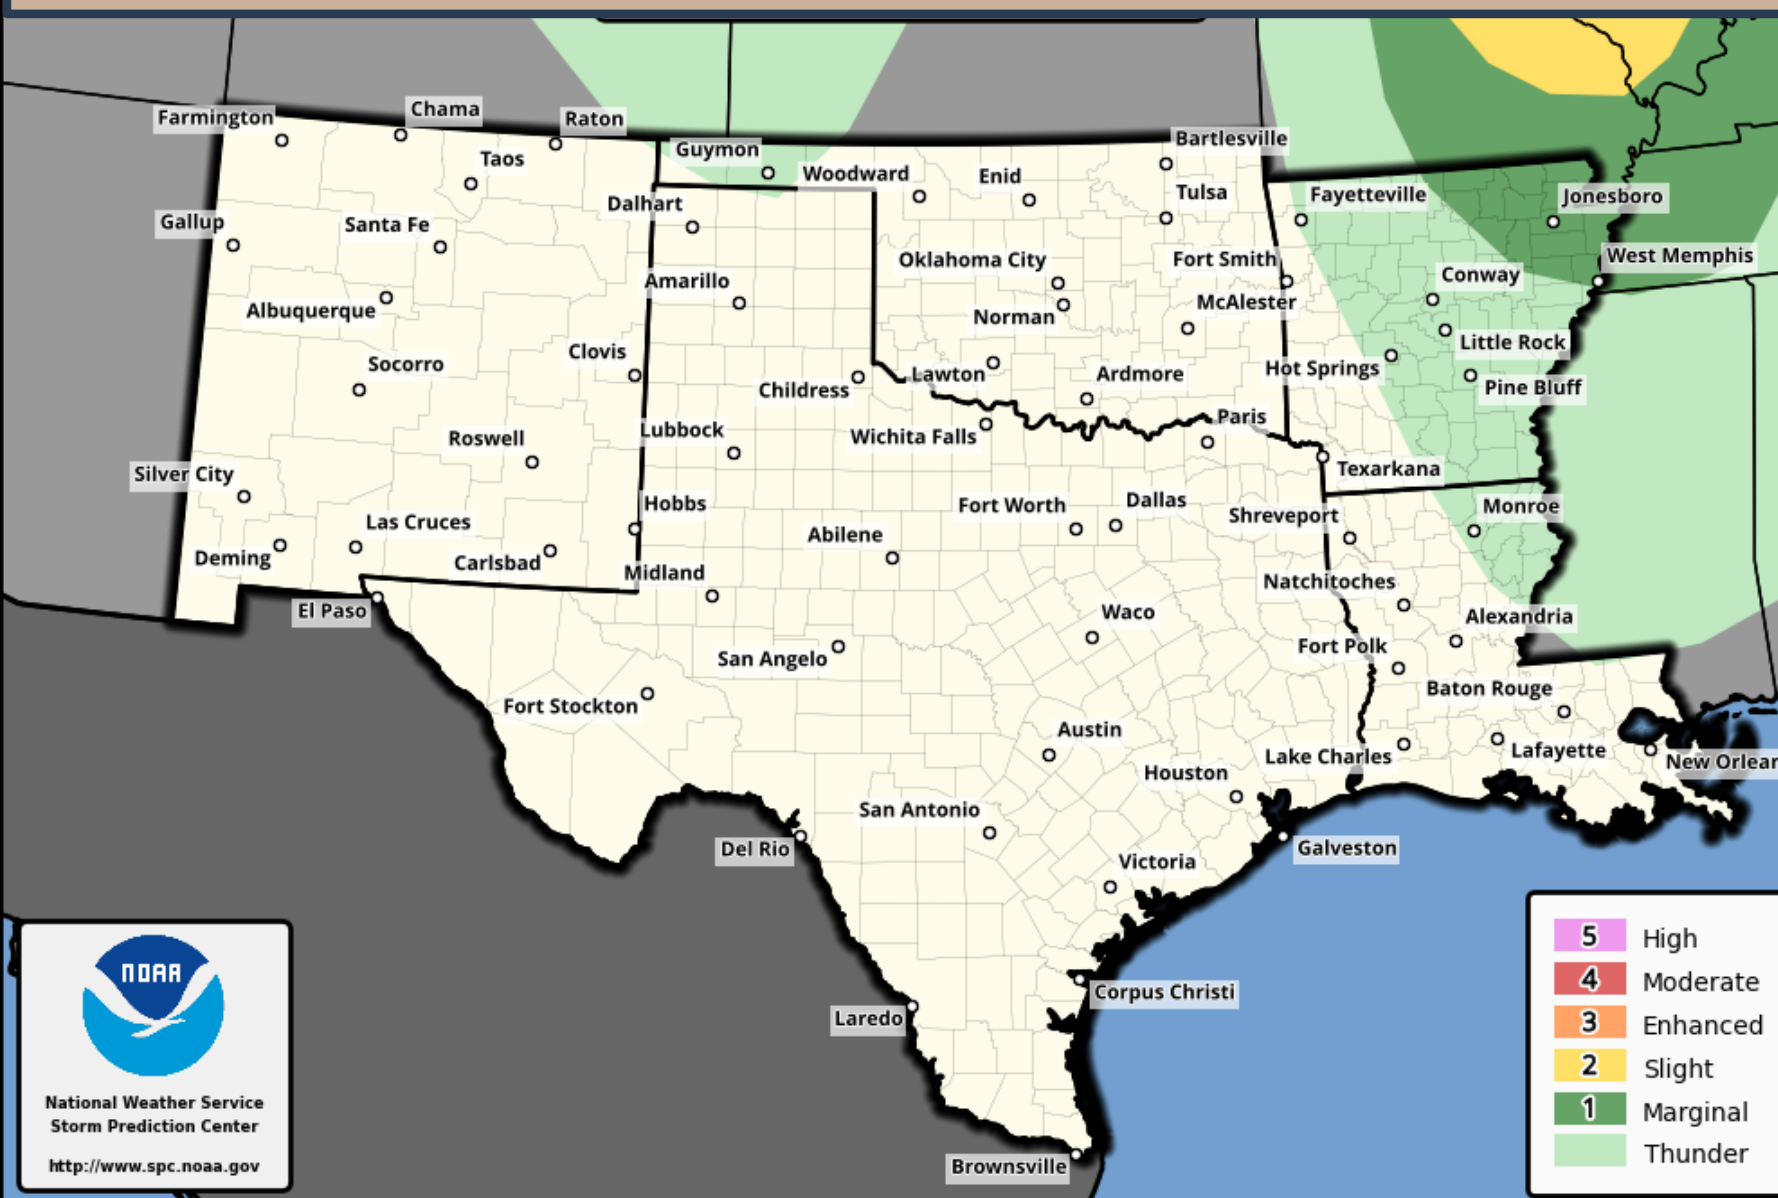 Farmington
Chama
Raton
Taos
Guymon
Woodward
Enid
Bartlesville
Tulsa
Fayetteville
Jonesboro
Gallup
Santa Fe
Dalhart
Oklahoma City
Fort Smith
Conway
West Memphis
Albuquerque
Amarillo
Norman
McAlester
Little Rock
Socorro
Clovis
Childress
Lawton
Ardmore
Hot Springs
Pine Bluff
Roswell
Lubbock
Wichita Falls
Paris
Texarkana
Silver City
Hobbs
Fort Worth
Dallas
Shreveport
Monroe
Las Cruces
Deming
Carlsbad
Midland
Abilene
Natchitoches
El Paso
Waco
Alexandria
San Angelo
Fort Polk
Fort Stockton
Baton Rouge
Austin
Lake Charles
Lafayette
New Orlean
Houston
San Antonio
Del Rio
Galveston
Victoria
Corpus Christi
Laredo
Brownsville
NOAA
National Weather Service
Storm Prediction Center
http://www.spc.noaa.gov
5 High
4 Moderate
3 Enhanced
2 Slight
1 Marginal
Thunder